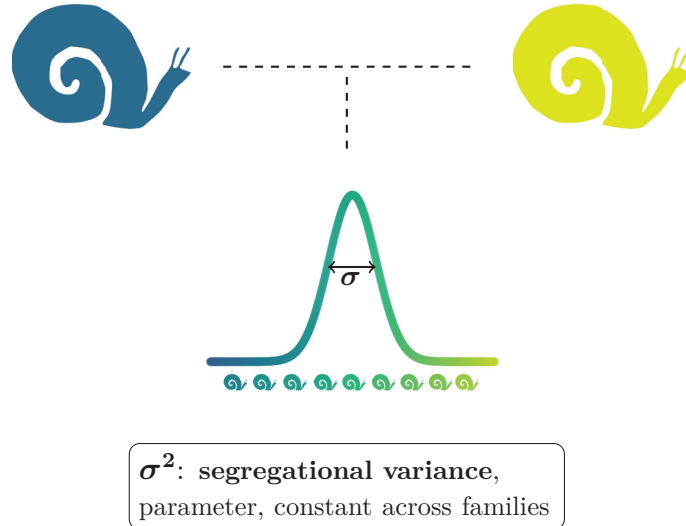 σ
σ²: segregational variance,
parameter, constant across families